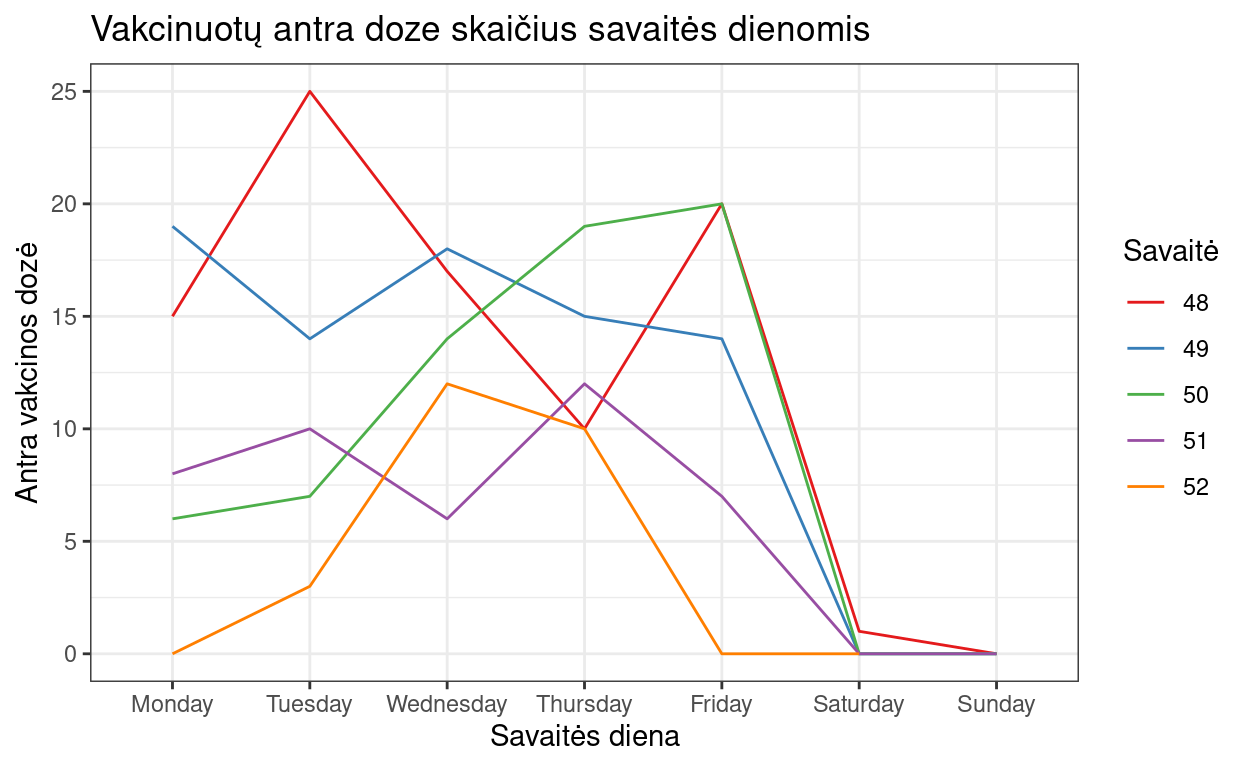 Vakcinuotų antra doze skaičius savaitės dienomis
Antra vakcinos dozė
25
20
15
10
5
0
Monday Tuesday Wednesday Thursday Friday Saturday Sunday
Savaitės diena
Savaitė
48
49
50
51
52